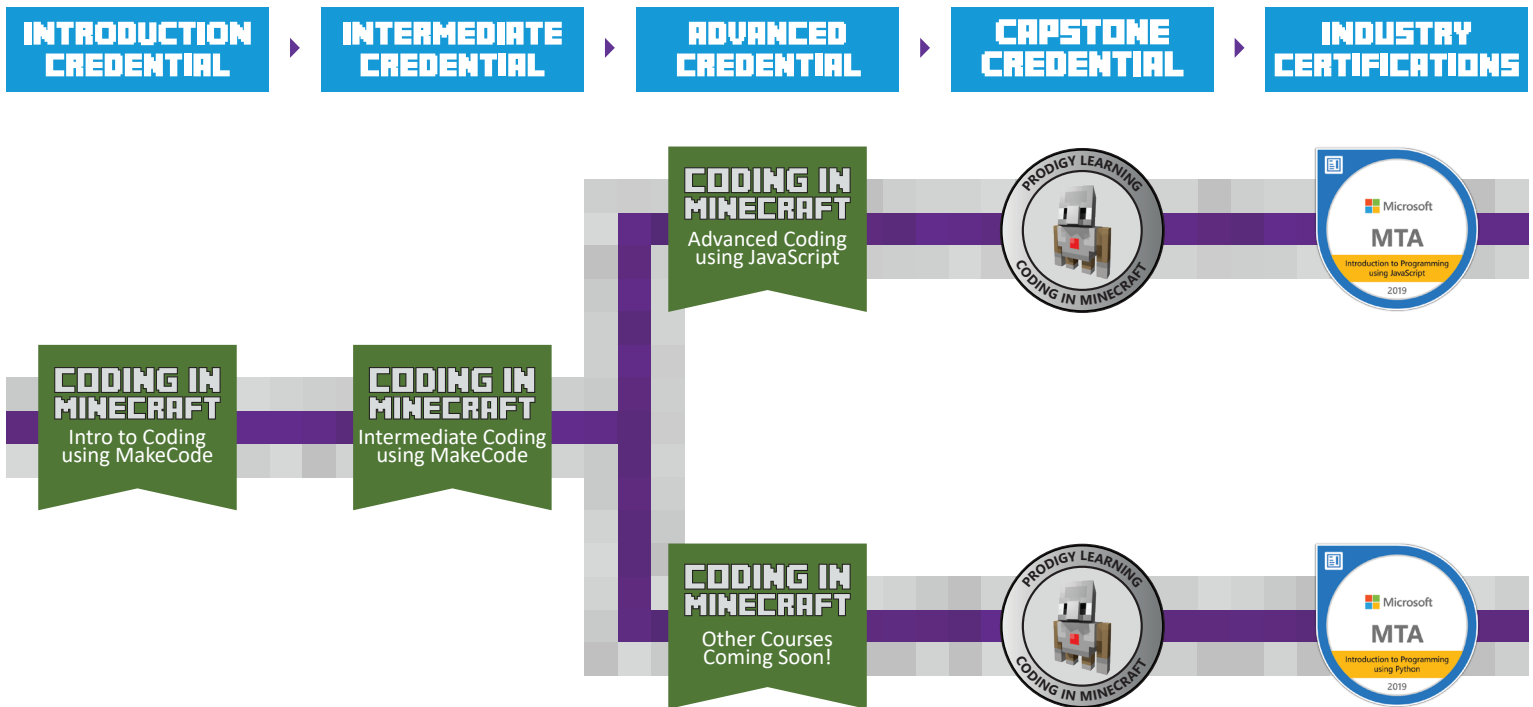 INTRODUCTION
CREDENTIAL
INTERMEDIATE
CREDENTIAL
ADVANCED
CREDENTIAL
CAPSTONE
CREDENTIAL
INDUSTRY
CERTIFICATIONS
CODING IN
MINECRAFT
Advanced Coding
using JavaScript
PRODIGY LEARNING
CODING IN MINECRAFT
Microsoft
MTA
Introduction to Programming
using JavaScript
2019
CODING IN
MINECRAFT
Intro to Coding
using MakeCode
CODING IN
MINECRAFT
Intermediate Coding
using MakeCode
CODING IN
MINECRAFT
Other Courses
Coming Soon!
PRODIGY LEARNING
CODING IN MINECRAFT
Microsoft
MTA
Introduction to Programming
using Python
2019